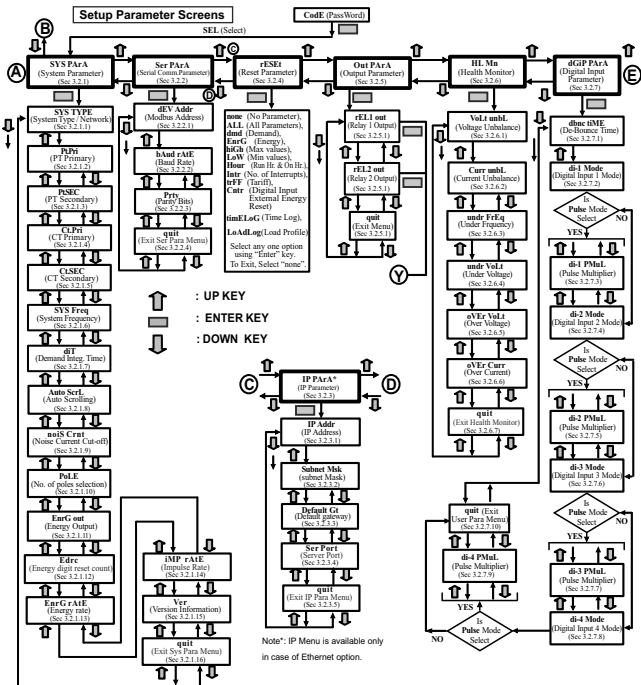 Setup Parameter Screens
CodE (PassWord)
SEL (Select)
B
A
SYS PArA
(System Parameter)
(Sec 3.2.1)
Ser PArA
(Serial Comm.Parameter)
(Sec 3.2.2)
C
D
rESEt
(Reset Parameter)
(Sec 3.2.4)
Out PArA
(Output Parameter)
(Sec 3.2.5)
HL Mn
(Health Monitor)
(Sec 3.2.6)
dGiP PArA
(Digital Input
Parameter)
(Sec 3.2.7)
E
SYS TYPE
(System Type / Network)
(Sec 3.2.1.1)
Pt.Pri
(PT Primary)
(Sec 3.2.1.2)
PtSEC
(PT Secondary)
(Sec 3.2.1.3)
Ct.Pri
(CT Primary)
(Sec 3.2.1.4)
Ct.SEC
(CT Secondary)
(Sec 3.2.1.5)
SYS Freq
(System Frequency)
(Sec 3.2.1.6)
diT
(Demand Integ. Time)
(Sec 3.2.1.7)
Auto ScrL
(Auto Scrolling)
(Sec 3.2.1.8)
noiS Crnt
(Noise Current Cut-off)
(Sec 3.2.1.9)
PoLE
(No. of poles selection)
(Sec 3.2.1.10)
EnrG out
(Energy Output)
(Sec 3.2.1.11)
Edrc
(Energy digit reset count)
(Sec 3.2.1.12)
EnrG rAtE
(Energy rate)
(Sec 3.2.1.13)
iMP rAtE
(Impulse Rate)
(Sec 3.2.1.14)
Ver
(Version Information)
(Sec 3.2.1.15)
quit
(Exit Sys Para Menu)
(Sec 3.2.1.16)
dEV Addr
(Modbus Address)
(Sec 3.2.2.1)
bAud rAtE
(Baud Rate)
(Sec 3.2.2.2)
Prty
(Parity Bits)
(Sec 3.2.2.3)
quit
(Exit Ser Para Menu)
(Sec 3.2.2.4)
none (No Parameter),
ALL (All Parameters),
dmd (Demand),
EnrG (Energy),
hiGh (Max values),
LoW (Min values),
Hour (Run Hr. & On Hr.),
Intr (No. of Interrupts),
trFF (Tariff),
Cntr (Digital Input
External Energy
Reset)
timELoG (Time Log),
LoAdLog(Load Profile)
Select any one option
using "Enter" key.
To Exit, Select "none".
rEL1 out
(Relay 1 Output)
(Sec 3.2.5.1)
rEL2 out
(Relay 2 Output)
(Sec 3.2.5.1)
quit
(Exit Menu)
(Sec 3.2.5.1)
Y
: UP KEY
: ENTER KEY
: DOWN KEY
C
IP PArA*
(IP Parameter)
(Sec 3.2.3)
D
IP Addr
(IP Address)
(Sec 3.2.3.1)
Subnet Msk
(subnet Mask)
(Sec 3.2.3.2)
Default Gt
(Default gateway)
(Sec 3.2.3.3)
Ser Port
(Server Port)
(Sec 3.2.3.4)
quit
(Exit IP Para Menu)
(Sec 3.2.3.5)
Note*: IP Menu is available only
in case of Ethernet option.
VoLt unbL
(Voltage Unbalance)
(Sec 3.2.6.1)
Curr unbL
(Current Unbalance)
(Sec 3.2.6.2)
undr FrEq
(Under Frquency)
(Sec 3.2.6.3)
undr VoLt
(Under Voltage)
(Sec 3.2.6.4)
oVEr VoLt
(Over Voltage)
(Sec 3.2.6.5)
oVEr Curr
(Over Current)
(Sec 3.2.6.6)
quit
(Exit Health Monitor)
(Sec 3.2.6.7)
dbnc tiME
(De-Bounce Time)
(Sec 3.2.7.1)
di-1 Mode
(Digital Input 1 Mode)
(Sec 3.2.7.2)
Is
Pulse Mode
Select
NO
YES
di-1 PMuL
(Pulse Multiplier)
(Sec 3.2.7.3)
di-2 Mode
(Digital Input 2 Mode)
(Sec 3.2.7.4)
Is
Pulse Mode
Select
NO
YES
di-2 PMuL
(Pulse Multiplier)
(Sec 3.2.7.5)
di-3 Mode
(Digital Input 3 Mode)
(Sec 3.2.7.6)
Is
Pulse Mode
Select
NO
YES
di-3 PMuL
(Pulse Multiplier)
(Sec 3.2.7.7)
di-4 Mode
(Digital Input 4 Mode)
(Sec 3.2.7.8)
Is
Pulse Mode
Select
NO
YES
di-4 PMuL
(Pulse Multiplier)
(Sec 3.2.7.9)
quit (Exit
User Para Menu)
(Sec 3.2.7.10)